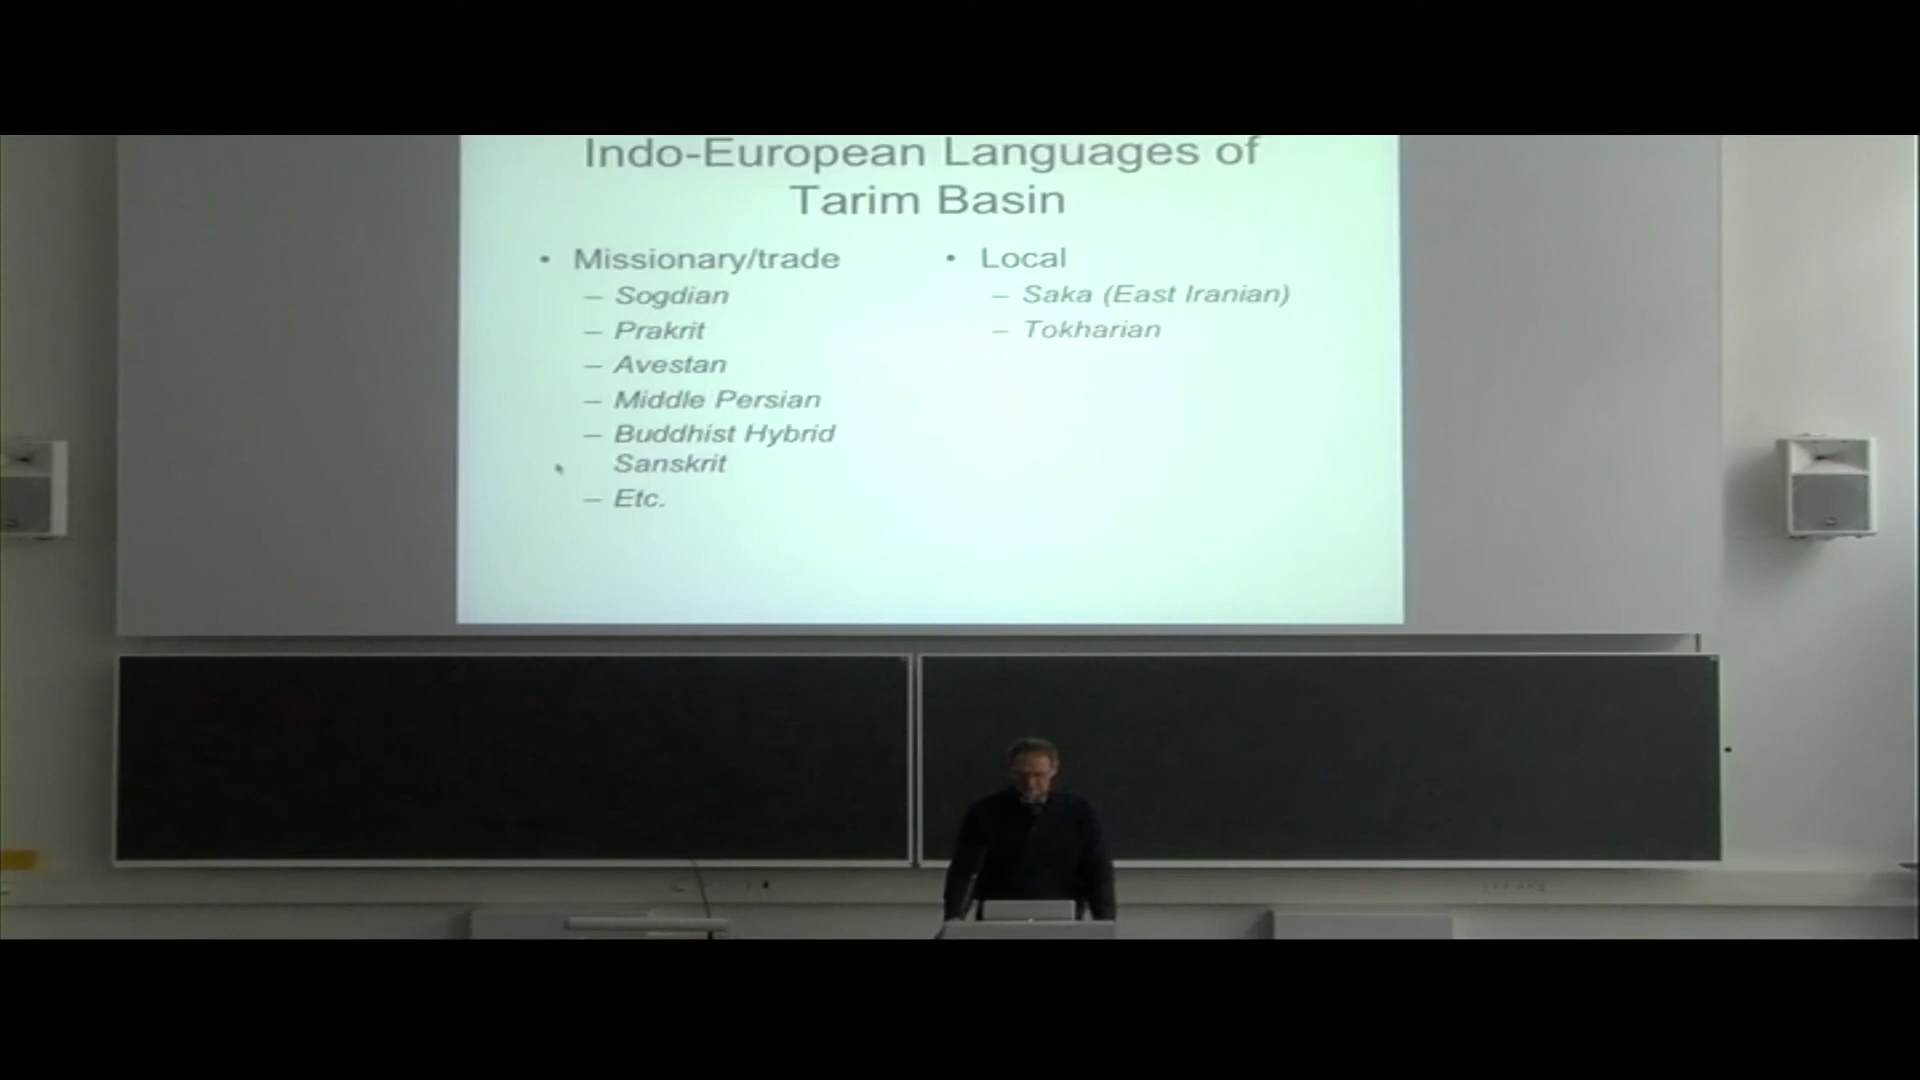 Indo-European Languages of
Tarim Basin
• Missionary/trade
– Sogdian
– Prakrit
– Avestan
– Middle Persian
– Buddhist Hybrid
Sanskrit
– Etc.
• Local
– Saka (East Iranian)
– Tokharian